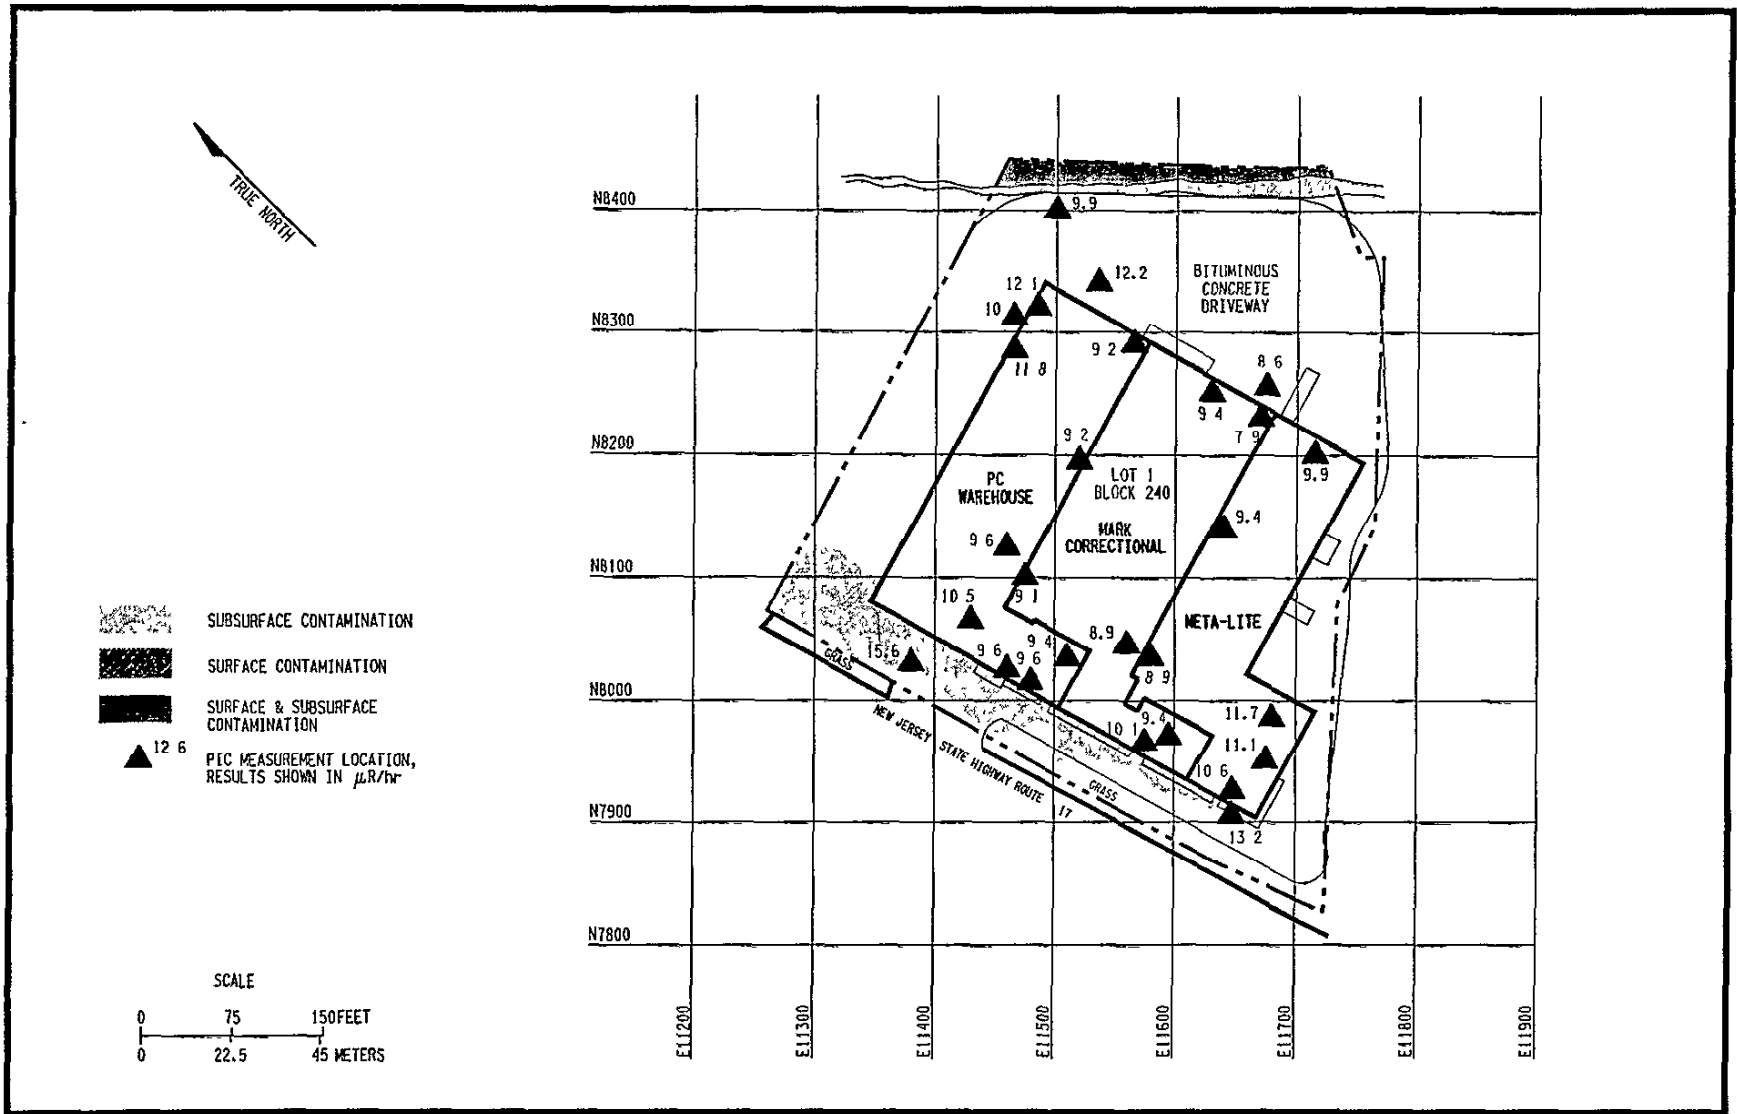 TRUE NORTH
N8400
9.9
12.2
BITUMINOUS
CONCRETE
DRIVEWAY
12 1
10
N8300
9 2
11 8
8 6
9 4
7 9
N8200
9 2
9.9
PC
WAREHOUSE
LOT 1
BLOCK 240
MARK
CORRECTIONAL
9.4
9 6
N8100
9 1
10 5
META-LITE
8.9
9 4
15.6
9 6
9 6
8 9
GRASS
N8000
11.7
9.4
10 1
11.1
10 6
NEW JERSEY STATE HIGHWAY ROUTE 17
GRASS
N7900
13 2
N7800
E11200
E11300
E11400
E11500
E11600
E11700
E11800
E11900
SUBSURFACE CONTAMINATION
SURFACE CONTAMINATION
SURFACE & SUBSURFACE
CONTAMINATION
12 6
PIC MEASUREMENT LOCATION,
RESULTS SHOWN IN μR/hr
SCALE
0 75 150FEET
0 22.5 45 METERS